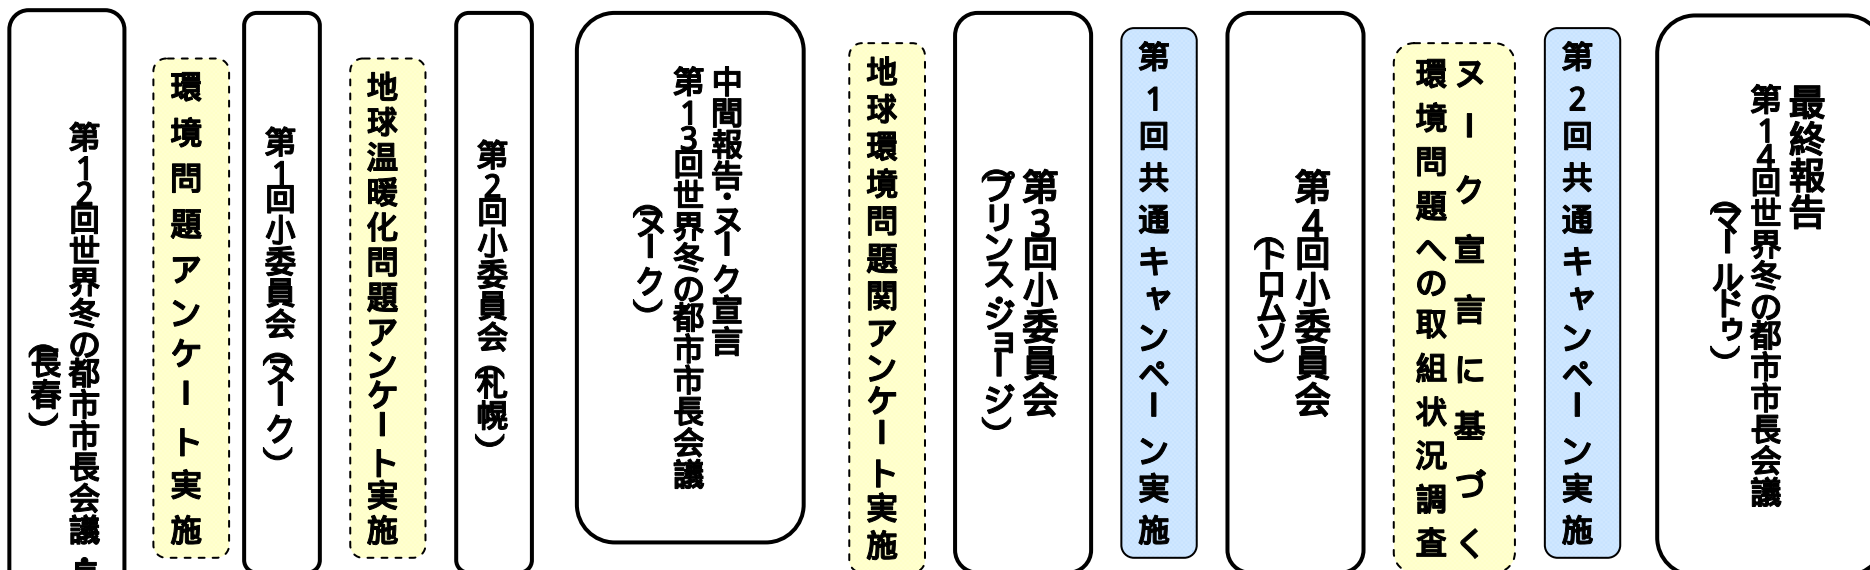 第12回世界冬の都市市長会議
（長春）
環境問題アンケート実施
第1回小委員会（ヌーク）
地球温暖化問題アンケート実施
第2回小委員会（札幌）
中間報告・ヌーク宣言
第13回世界冬の都市市長会議
（ヌーク）
地球環境問題関アンケート実施
第3回小委員会
（プリンス・ジョージ）
第1回共通キャンペーン実施
第4回小委員会
（トロムソ）
ヌーク宣言に基づく
環境問題への取組状況調査
第2回共通キャンペーン実施
最終報告
第14回世界冬の都市市長会議
（マールドゥ）